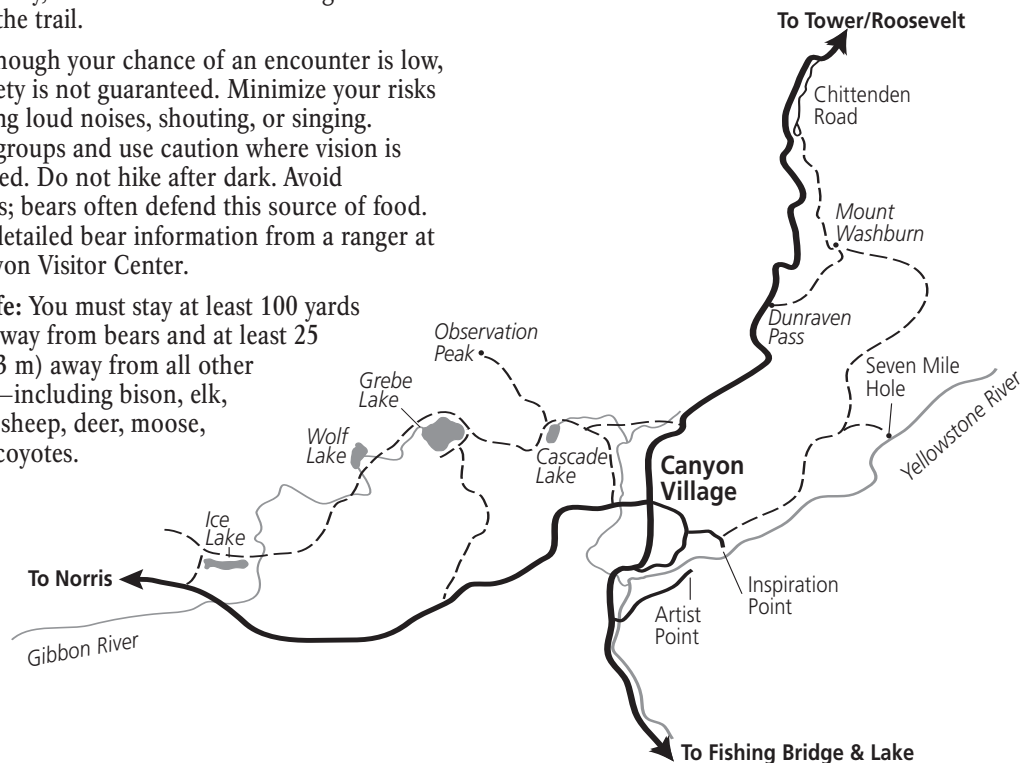 the trail.
hough your chance of an encounter is low,
ety is not guaranteed. Minimize your risks
ng loud noises, shouting, or singing.
groups and use caution where vision is
ed. Do not hike after dark. Avoid
s; bears often defend this source of food.
detailed bear information from a ranger at
yon Visitor Center.
fe: You must stay at least 100 yards
way from bears and at least 25
3 m) away from all other
—including bison, elk,
sheep, deer, moose,
coyotes.
To Tower/Roosevelt
Chittenden
Road
Mount
Washburn
Dunraven
Pass
Observation
Peak
Grebe
Lake
Wolf
Lake
Ice
Lake
Cascade
Lake
Canyon
Village
Seven Mile
Hole
Yellowstone River
To Norris
Gibbon River
Inspiration
Point
Artist
Point
To Fishing Bridge & Lake